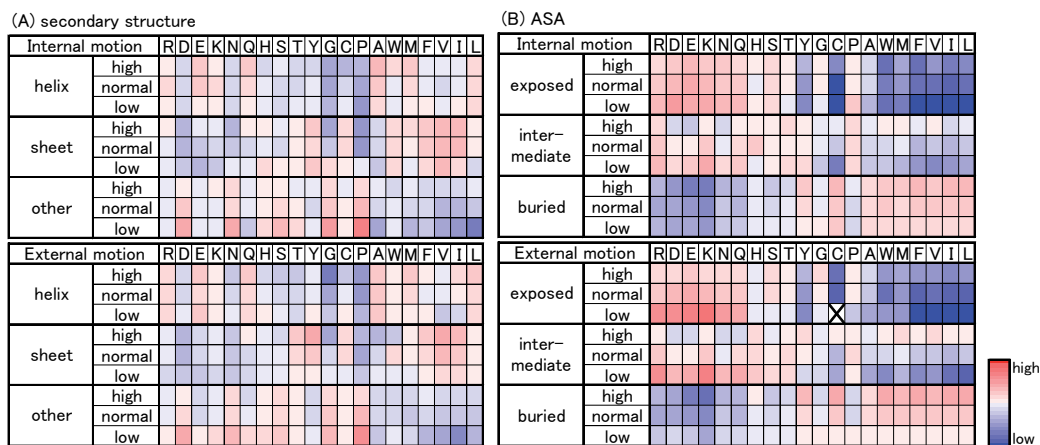 (A) secondary structure
Internal motion R D E K N Q H S T Y G C P A W M F V I L
helix
high
normal
low
sheet
high
normal
low
other
high
normal
low
External motion R D E K N Q H S T Y G C P A W M F V I L
helix
high
normal
low
sheet
high
normal
low
other
high
normal
low
(B) ASA
Internal motion R D E K N Q H S T Y G C P A W M F V I L
exposed
high
normal
low
inter-
mediate
high
normal
low
buried
high
normal
low
External motion R D E K N Q H S T Y G C P A W M F V I L
exposed
high
normal
low
inter-
mediate
high
normal
low
buried
high
normal
low
high
low